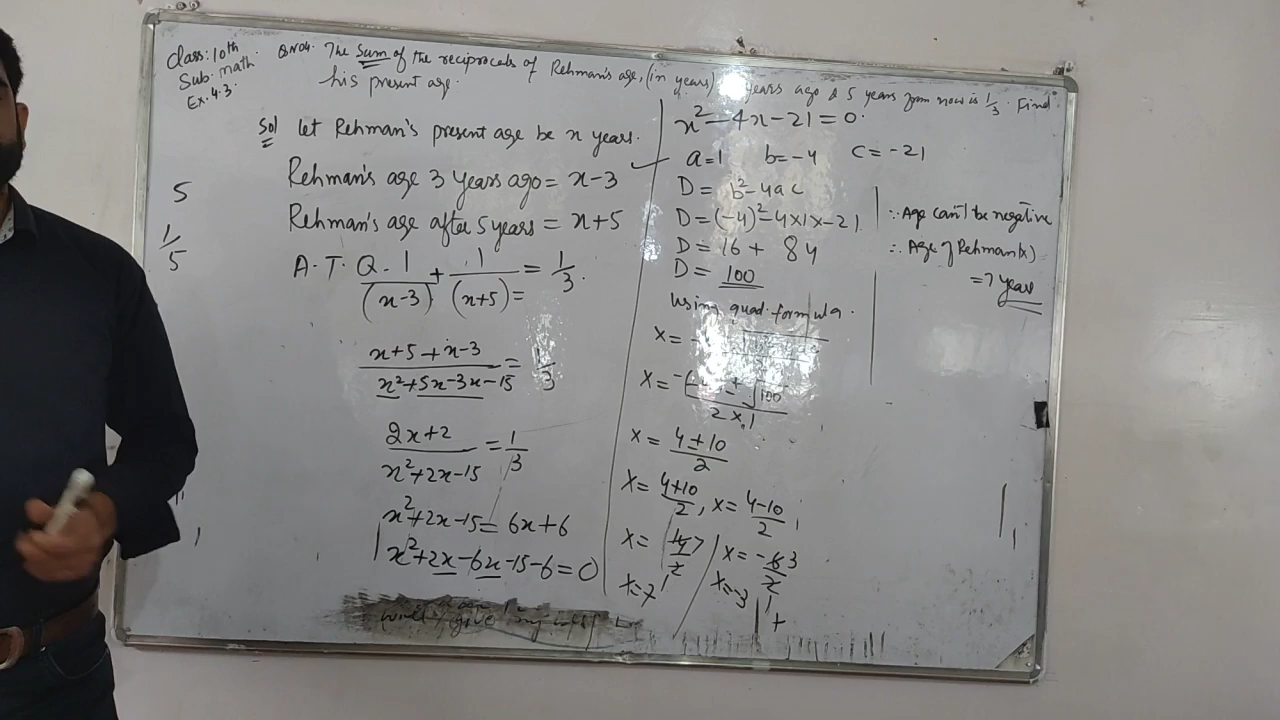 Class: 10th
Sub: math
Ex: 4.3
QNo4. The Sum of the reciprocals of Rehman's age, (in years) years ago & 5 years from now is 1/3. Find
his present age.
Sol let Rehman's present age be x years.
Rehman's age 3 years ago = x-3
Rehman's age after 5 years = x+5
A.T.Q. 1/(x-3) + 1/(x+5) = 1/3.
x+5+x-3 / x²+5x-3x-15 = 1/3
2x+2 / x²+2x-15 = 1/3
x²+2x-15 = 6x+6
x²+2x-6x-15-6=0
5
1/5
x²-4x-21=0.
a=1 b=-4 c=-21
D= b²-4ac
D=(-4)²-4x1x-21
D= 16 + 84
D= 100
Using quad. formula.
X=
X= ± √100 / 2x1
X= 4±10 / 2
X= 4+10 / 2, X= 4-10 / 2,
X= 14 7 / 2 X= -6 3 / 2
X=7 X=-3
∵ Age can't be negative
∴ Age of Rehman(x)
=7 year